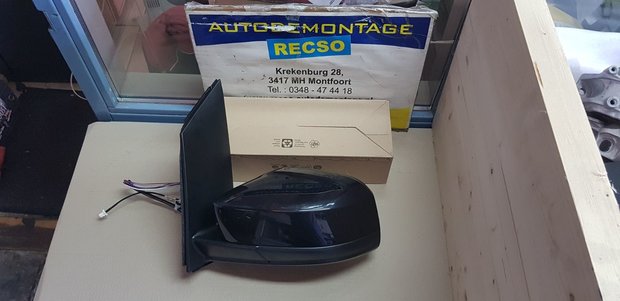 AUTODEMONTAGE
RECSO
Krekenburg 28,
3417 MH Montfoort
Tel.: 0348 - 47 44 18